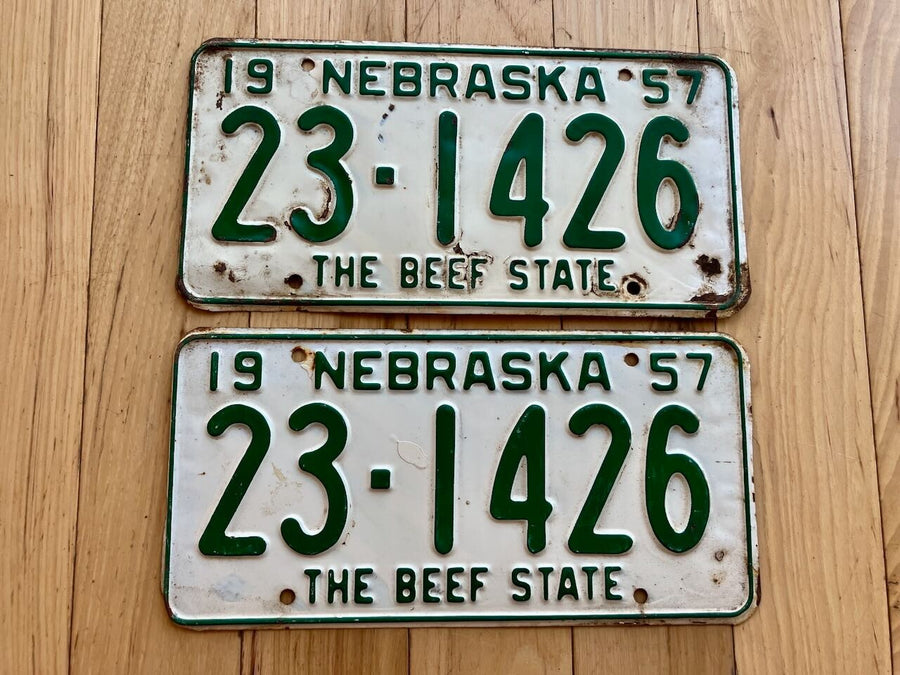 19 NEBRASKA 57
23·1426
THE BEEF STATE
19 NEBRASKA 57
23·1426
THE BEEF STATE